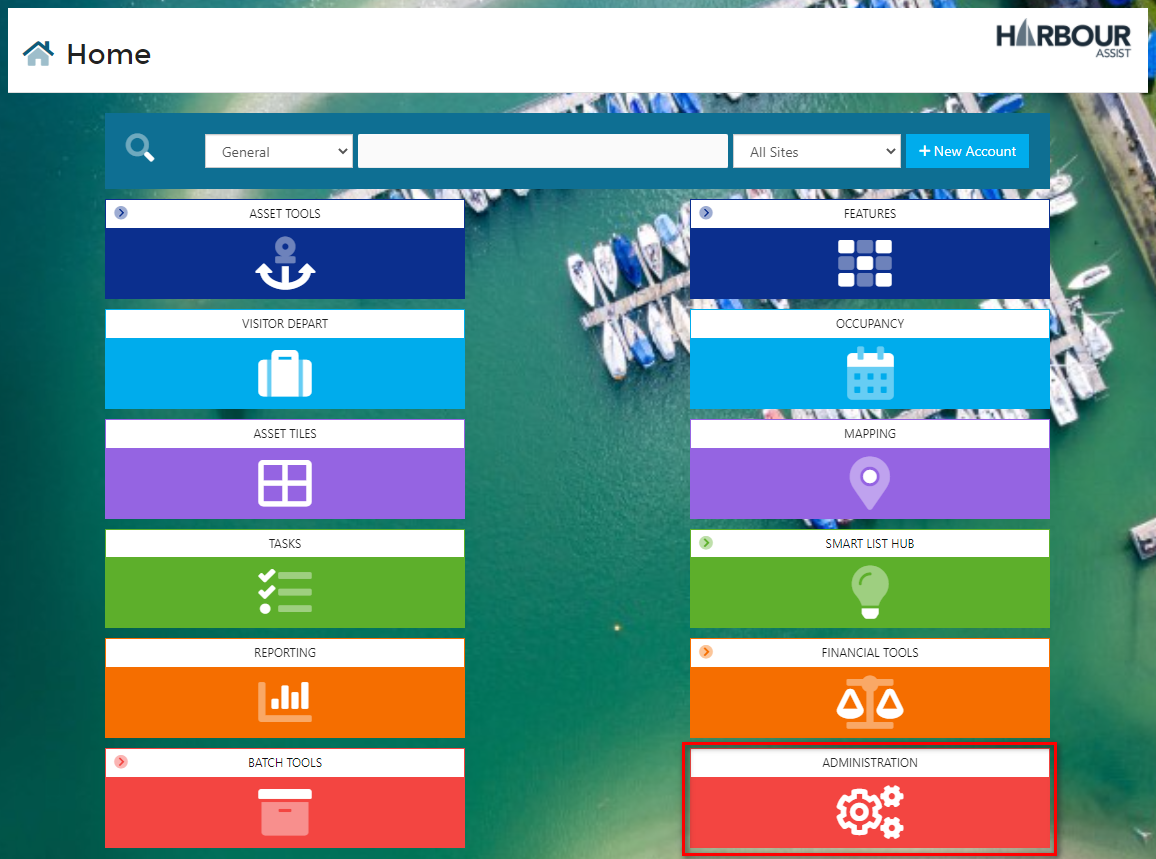 Home
HARBOUR
ASSIST
General
All Sites
+ New Account
ASSET TOOLS
FEATURES
VISITOR DEPART
OCCUPANCY
ASSET TILES
MAPPING
TASKS
SMART LIST HUB
REPORTING
FINANCIAL TOOLS
BATCH TOOLS
ADMINISTRATION